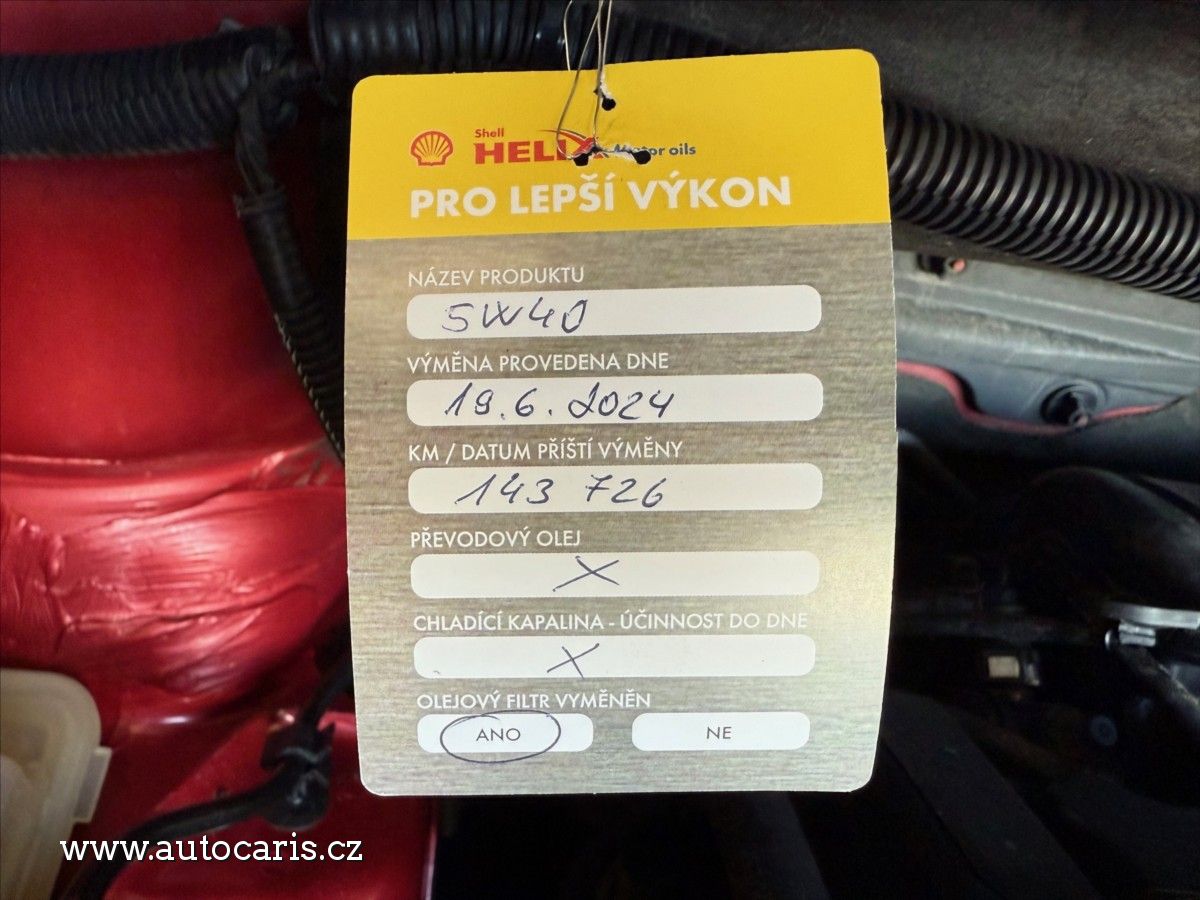 Shell
HELIX Motor oils
PRO LEPŠÍ VÝKON
NÁZEV PRODUKTU
5W40
VÝMĚNA PROVEDENA DNE
19.6.2024
KM / DATUM PŘÍŠTÍ VÝMĚNY
143 726
PŘEVODOVÝ OLEJ
X
CHLADÍCÍ KAPALINA - ÚČINNOST DO DNE
X
OLEJOVÝ FILTR VYMĚNĚN
ANO NE
www.autocaris.cz